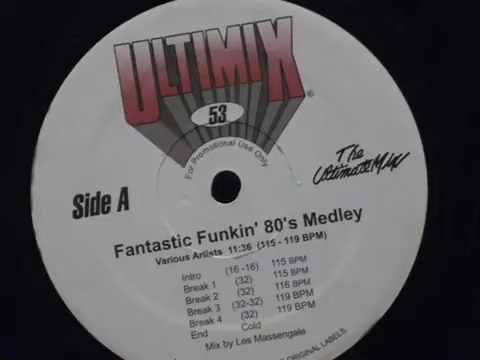 ULTIMIX®
53
For Promotional Use Only
The
UltimateMix
Side A
Fantastic Funkin' 80's Medley
Various Artists 11:36 (115 - 119 BPM)
Intro (16 -16) 115 BPM
Break 1 (32) 115 BPM
Break 2 (32) 116 BPM
Break 3 (32-32) 119 BPM
Break 4 (32) 119 BPM
End Cold
Mix by Les Massengale
ORIGINAL LABELS.